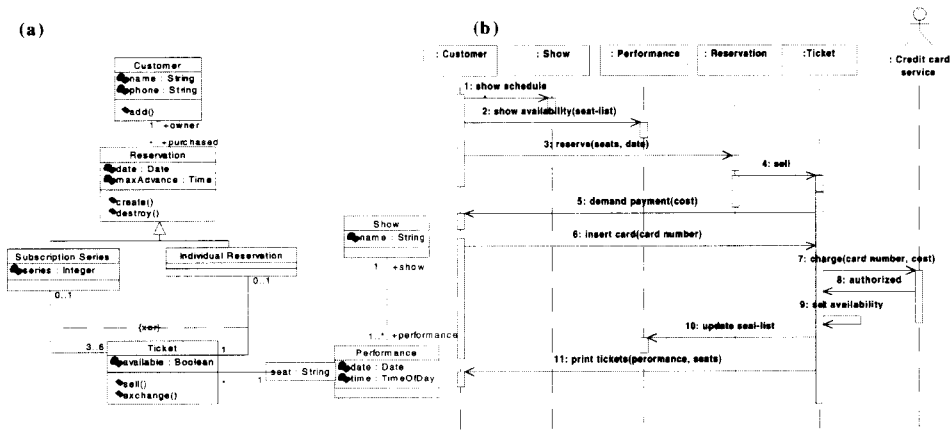 (a)
Customer
name : String
phone : String
add()
1 +owner
* +purchased
Reservation
date : Date
maxAdvance : Time
create()
destroy()
Subscription Series
series : Integer
Individual Reservation
0..1
0..1
{xor}
3..6
1
Ticket
available : Boolean
sell()
exchange()
*
1
seat : String
Show
name : String
1 +show
1..* +performance
Performance
date : Date
time : TimeOfDay
(b)
: Customer
: Show
: Performance
: Reservation
:Ticket
: Credit card
service
1: show schedule
2: show availability(seat-list)
3: reserve(seats, date)
4: sell
5: demand payment(cost)
6: insert card(card number)
7: charge(card number, cost)
8: authorized
9: set availability
10: update seat-list
11: print tickets(perormance, seats)